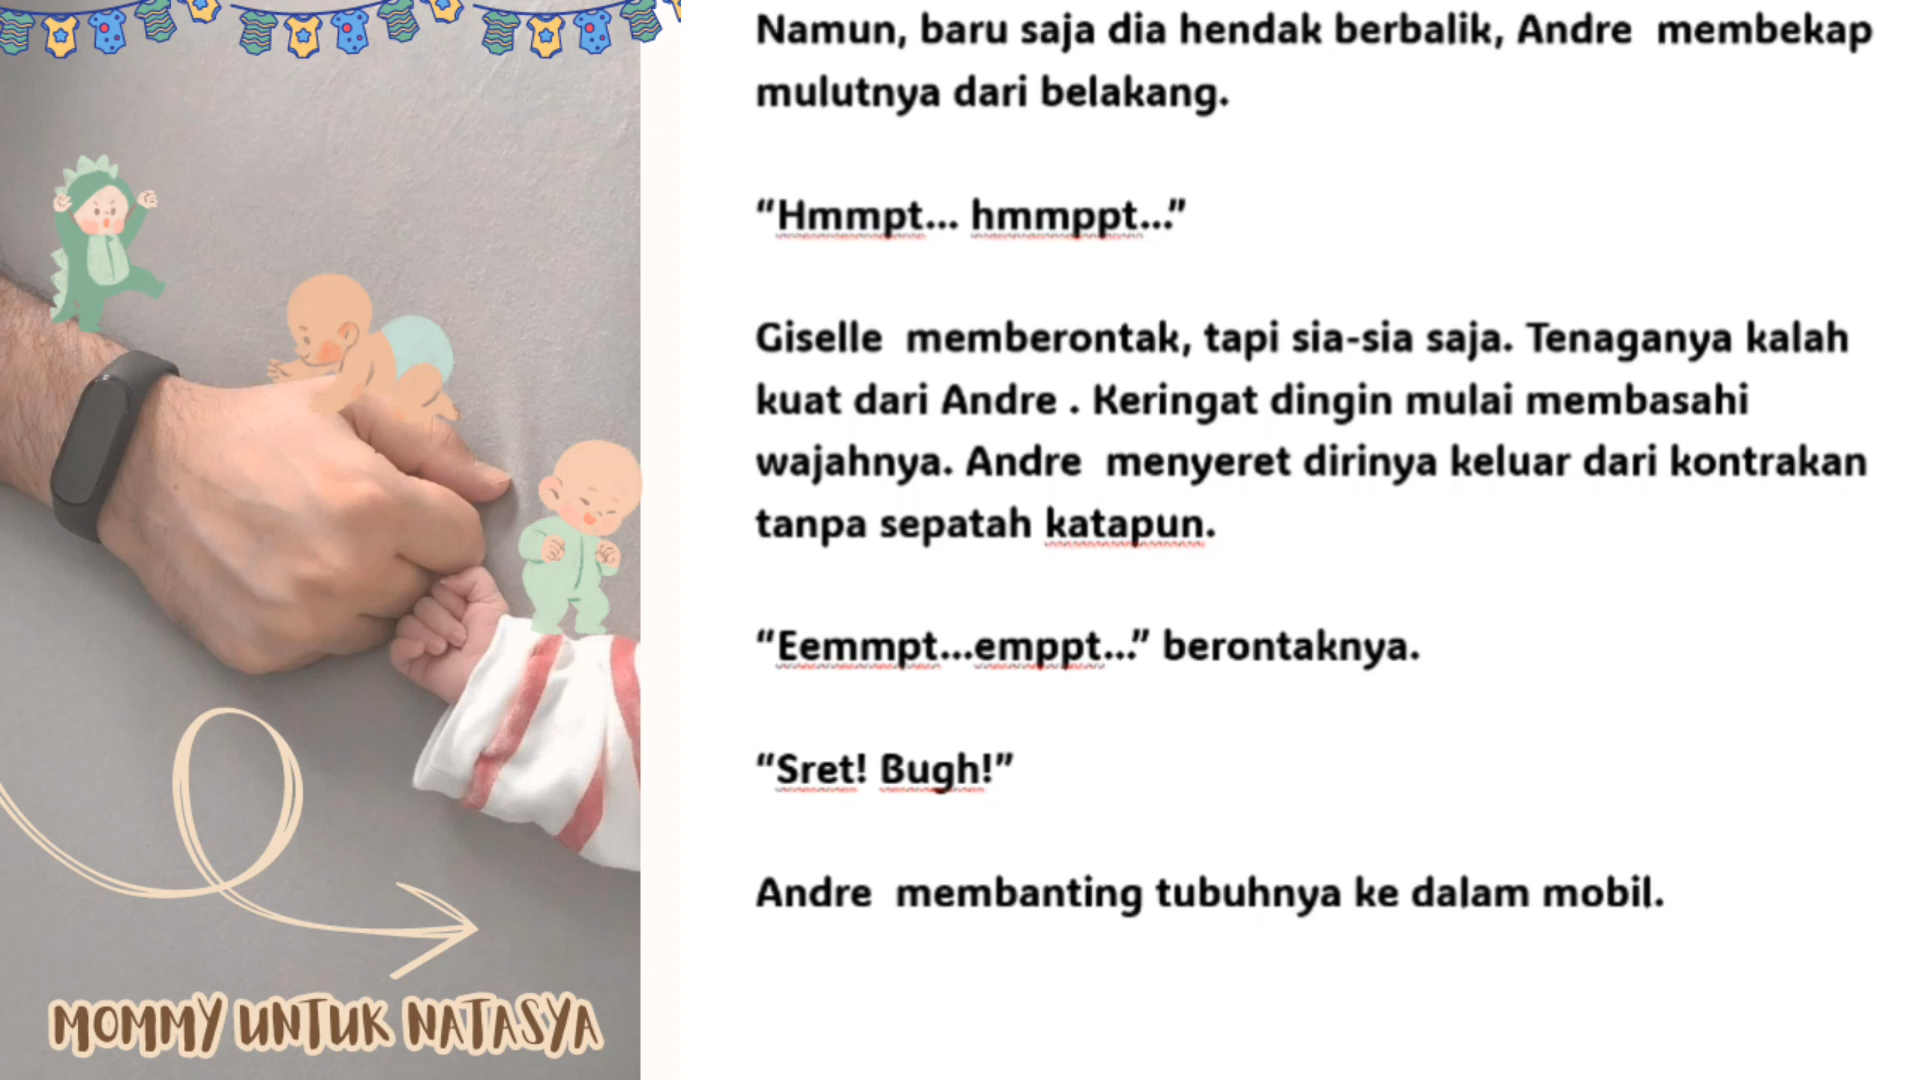 Namun, baru saja dia hendak berbalik, Andre  membekap
mulutnya dari belakang.
“Hmmpt... hmmppt...”
Giselle  memberontak, tapi sia-sia saja. Tenaganya kalah
kuat dari Andre . Keringat dingin mulai membasahi
wajahnya. Andre  menyeret dirinya keluar dari kontrakan
tanpa sepatah katapun.
“Eemmpt...emppt...” berontaknya.
“Sret! Bugh!”
Andre  membanting tubuhnya ke dalam mobil.
MOMMY UNTUK NATASYA